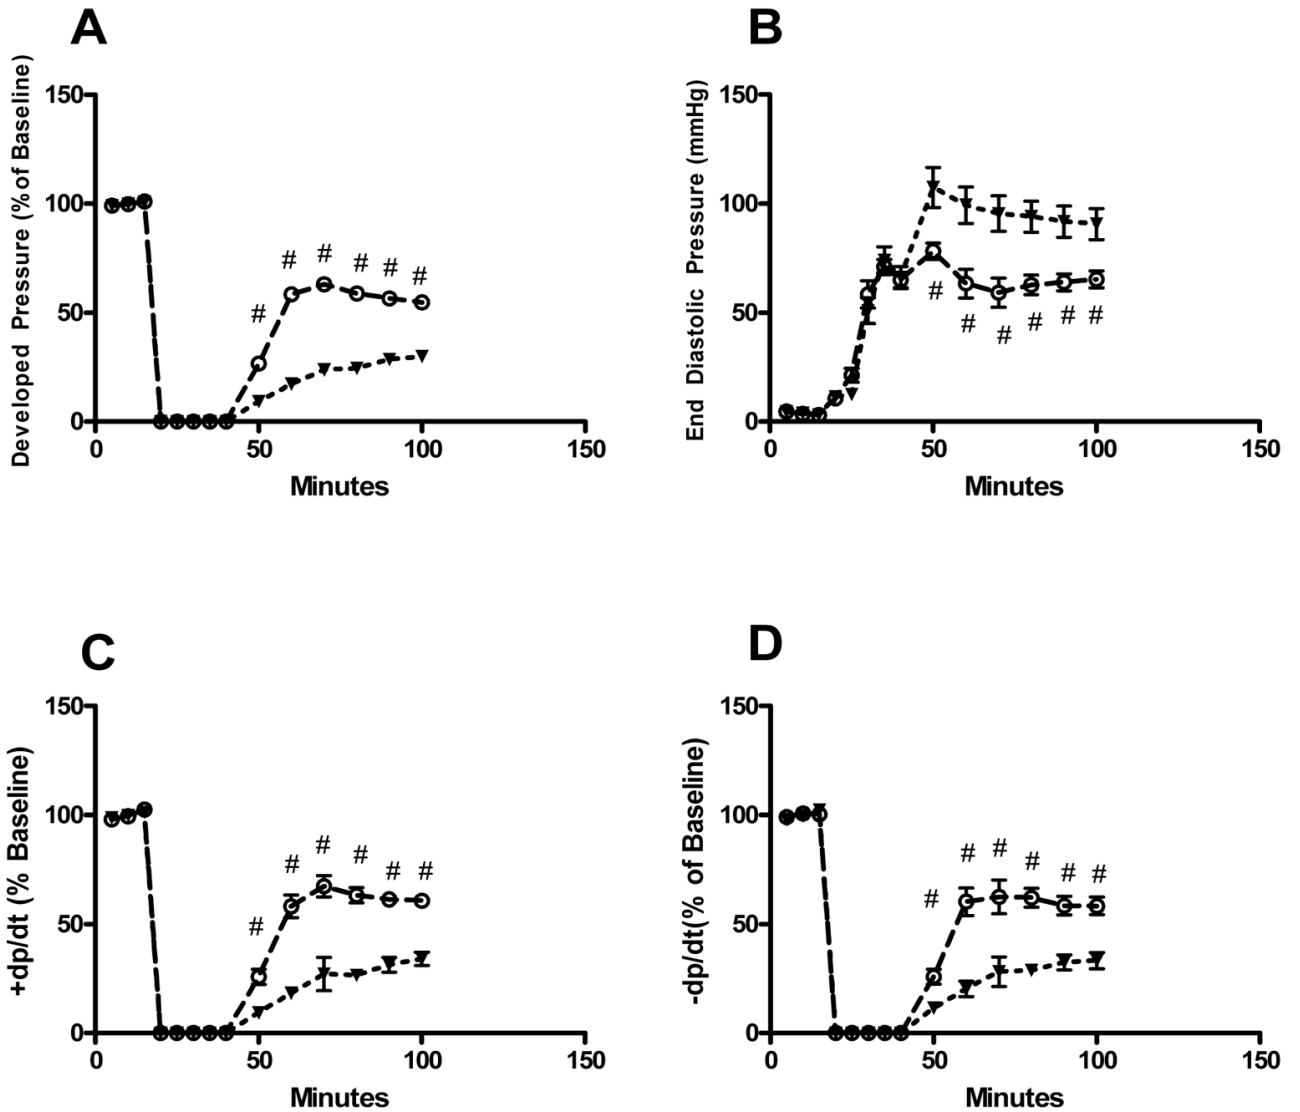 A
Developed Pressure (% of Baseline)
150
100
50
0
# # # # # #
0 50 100 150
Minutes
B
End Diastolic Pressure (mmHg)
150
100
50
0
# # # # # #
0 50 100 150
Minutes
C
+dp/dt (% Baseline)
150
100
50
0
# # # # # #
0 50 100 150
Minutes
D
-dp/dt(% of Baseline)
150
100
50
0
# # # # # #
0 50 100 150
Minutes